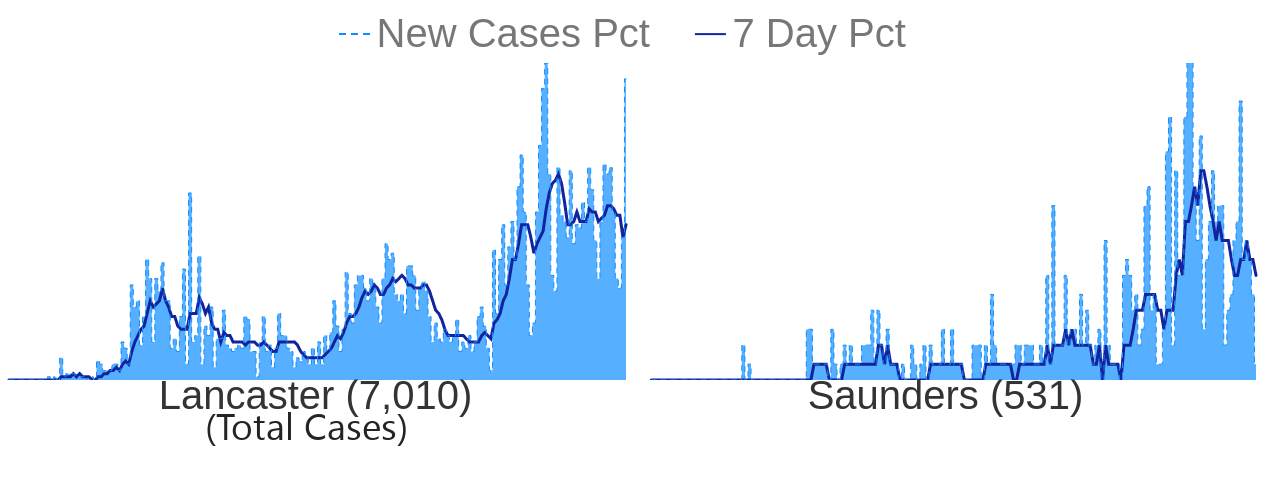 New Cases Pct 7 Day Pct
Lancaster (7,010) Saunders (531)
(Total Cases)